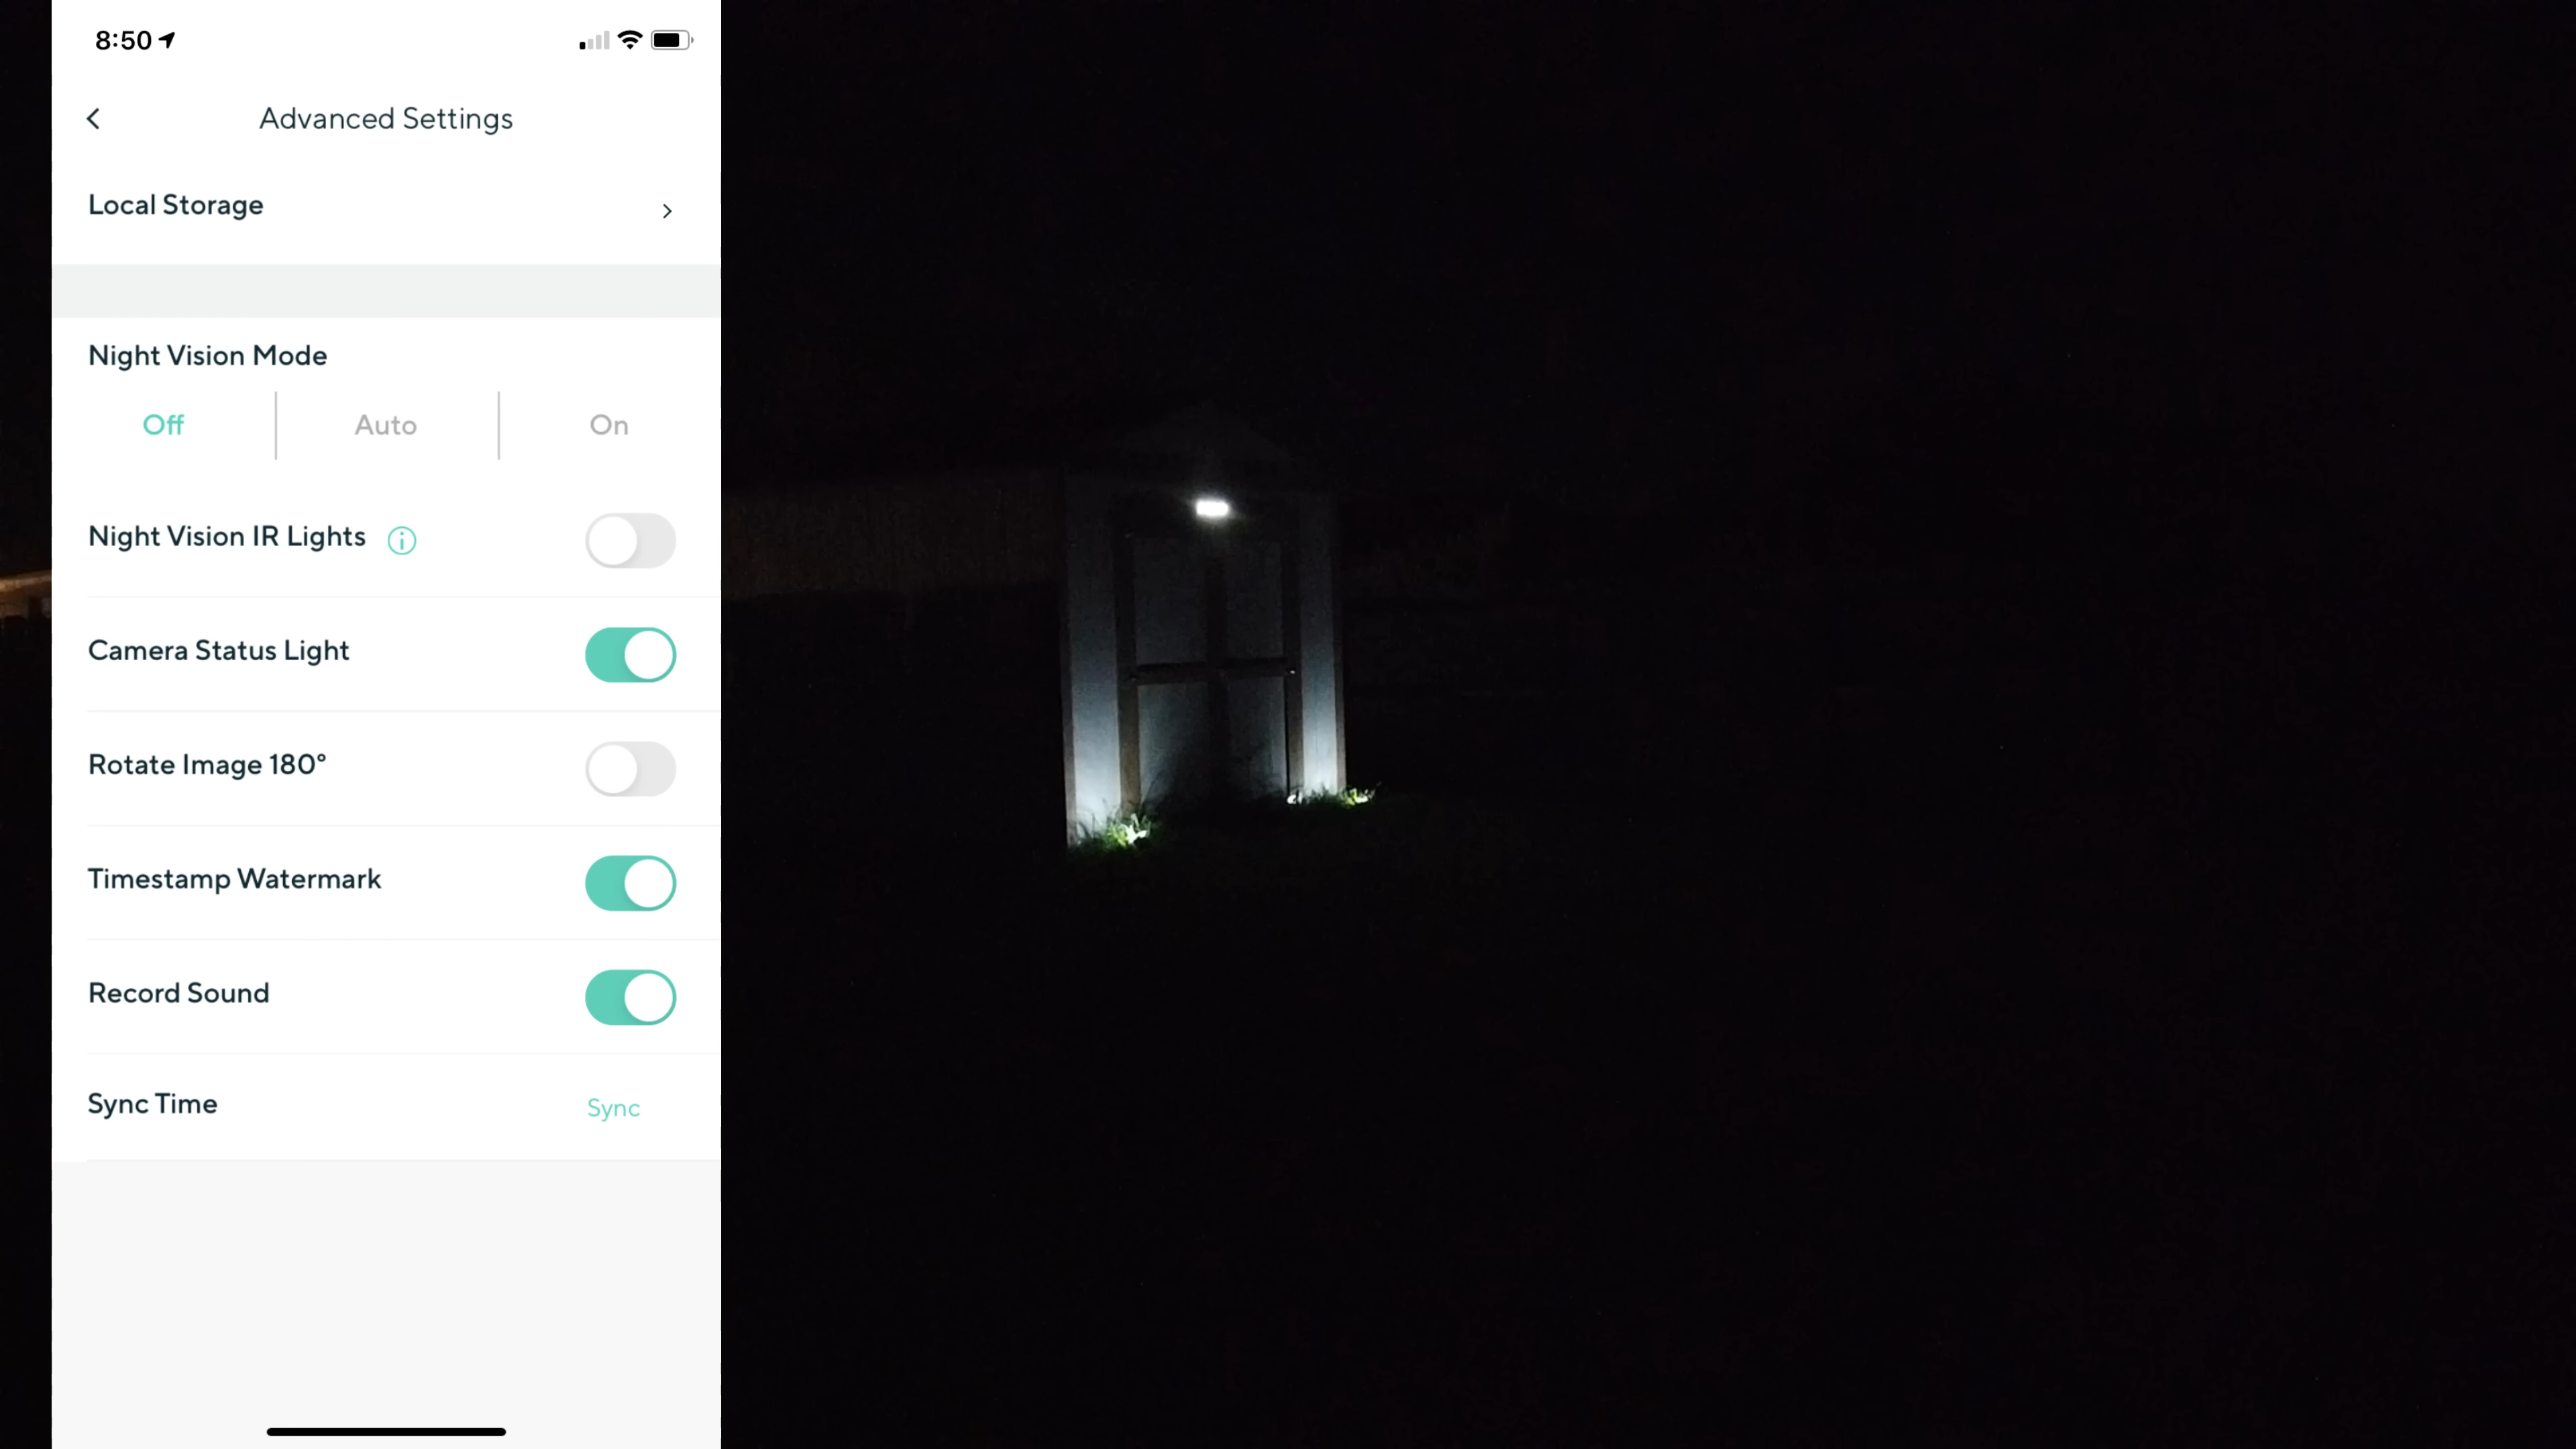 8:50
Advanced Settings
Local Storage
Night Vision Mode
Off
Auto
On
Night Vision IR Lights
Camera Status Light
Rotate Image 180°
Timestamp Watermark
Record Sound
Sync Time
Sync